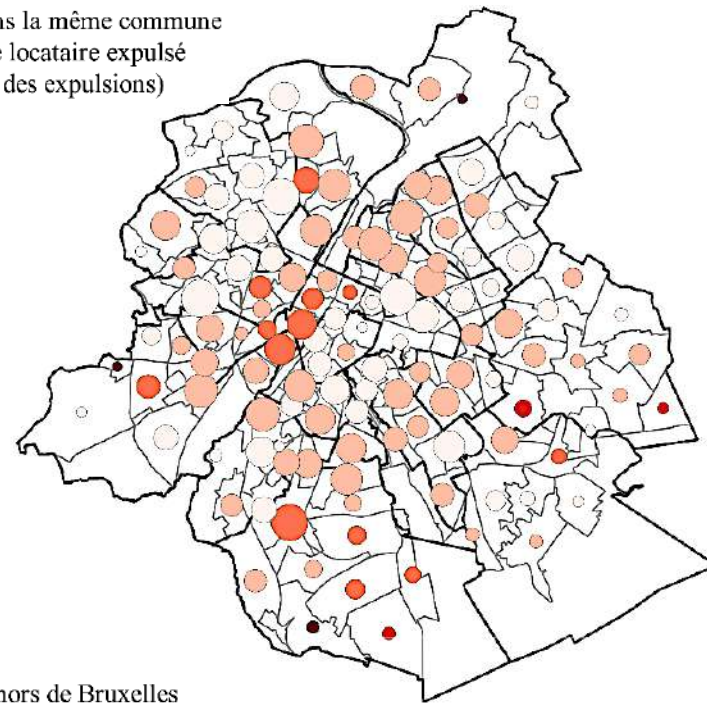 ns la même commune
e locataire expulsé
des expulsions)
hors de Bruxelles